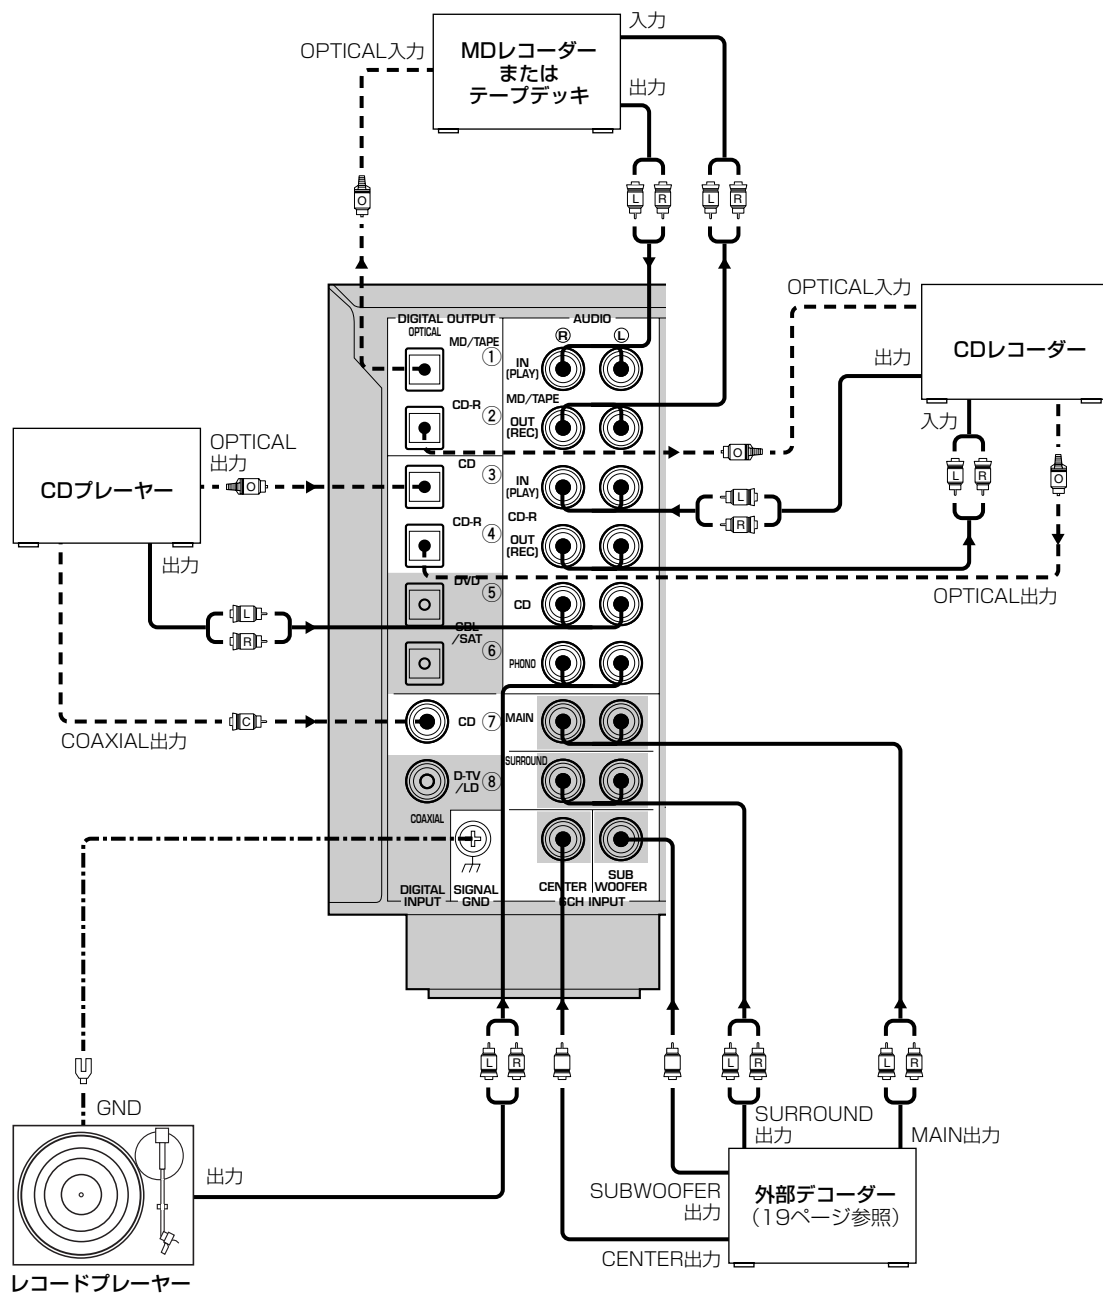 入力
OPTICAL入力
MDレコーダー
または
テープデッキ
出力
O
L
R
L
R
OPTICAL入力
CDレコーダー
出力
入力
O
L
R
O
L
R
OPTICAL出力
DIGITAL OUTPUT
OPTICAL
MD/TAPE
①
CD-R
②
CD
③
CD-R
④
DVD
⑤
CBL
/SAT
⑥
CD
⑦
D-TV
/LD
⑧
COAXIAL
DIGITAL
INPUT
SIGNAL
GND
AUDIO
Ⓡ
Ⓛ
IN
(PLAY)
MD/TAPE
OUT
(REC)
IN
(PLAY)
CD-R
OUT
(REC)
CD
PHONO
MAIN
SURROUND
CENTER
SUB
WOOFER
6CH INPUT
CDプレーヤー
OPTICAL
出力
O
出力
L
R
C
COAXIAL出力
GND
出力
レコードプレーヤー
L
R
L
R
L
R
SURROUND
出力
MAIN出力
SUBWOOFER
出力
CENTER出力
外部デコーダー
（19ページ参照）